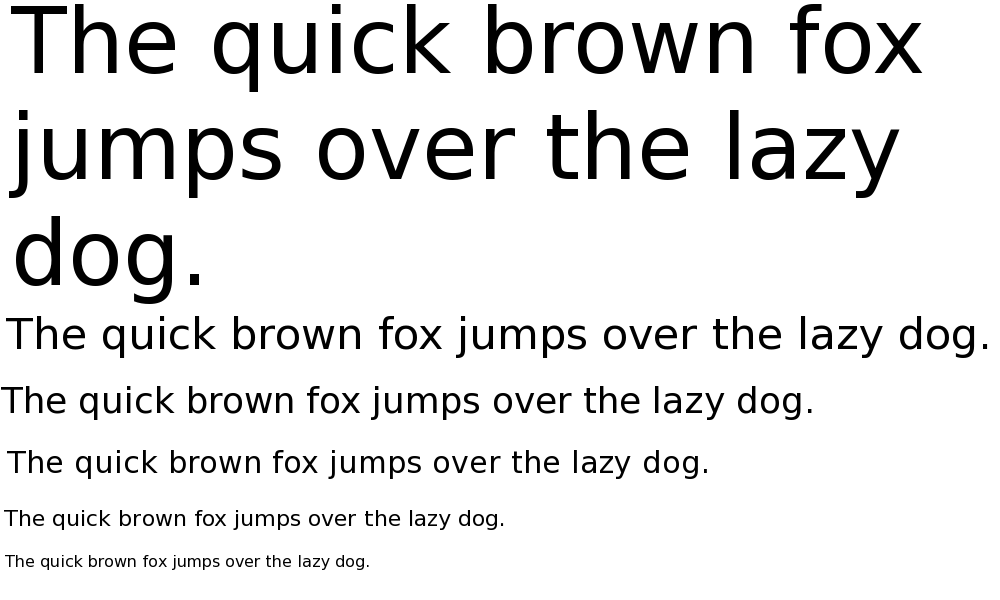 The quick brown fox
jumps over the lazy
dog.
The quick brown fox jumps over the lazy dog.
The quick brown fox jumps over the lazy dog.
The quick brown fox jumps over the lazy dog.
The quick brown fox jumps over the lazy dog.
The quick brown fox jumps over the lazy dog.